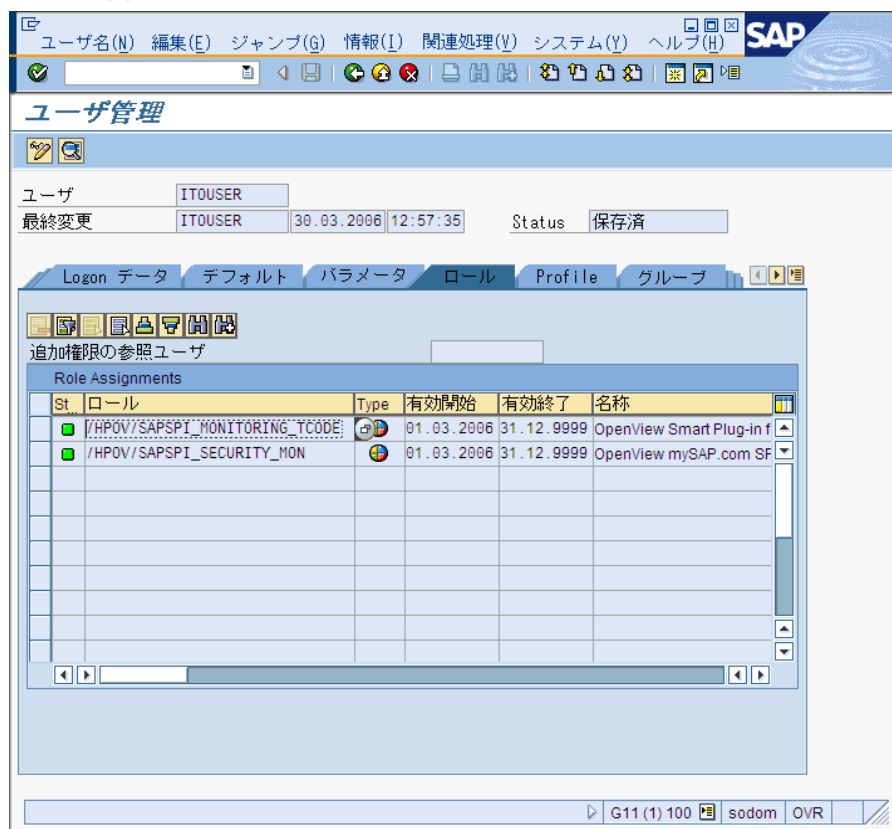 ユーザ名(N) 編集(E) ジャンプ(G) 情報(I) 関連処理(V) システム(Y) ヘルプ(H)
SAP
ユーザ管理
ユーザ ITOUSER
最終変更 ITOUSER 30.03.2006 12:57:35 Status 保存済
Logon データ デフォルト パラメータ ロール Profile グループ
追加権限の参照ユーザ
Role Assignments
St... ロール Type 有効開始 有効終了 名称
/HPOV/SAPSPI_MONITORING_TCODE 01.03.2006 31.12.9999 OpenView Smart Plug-in f
/HPOV/SAPSPI_SECURITY_MON 01.03.2006 31.12.9999 OpenView mySAP.com SP
G11 (1) 100 sodom OVR